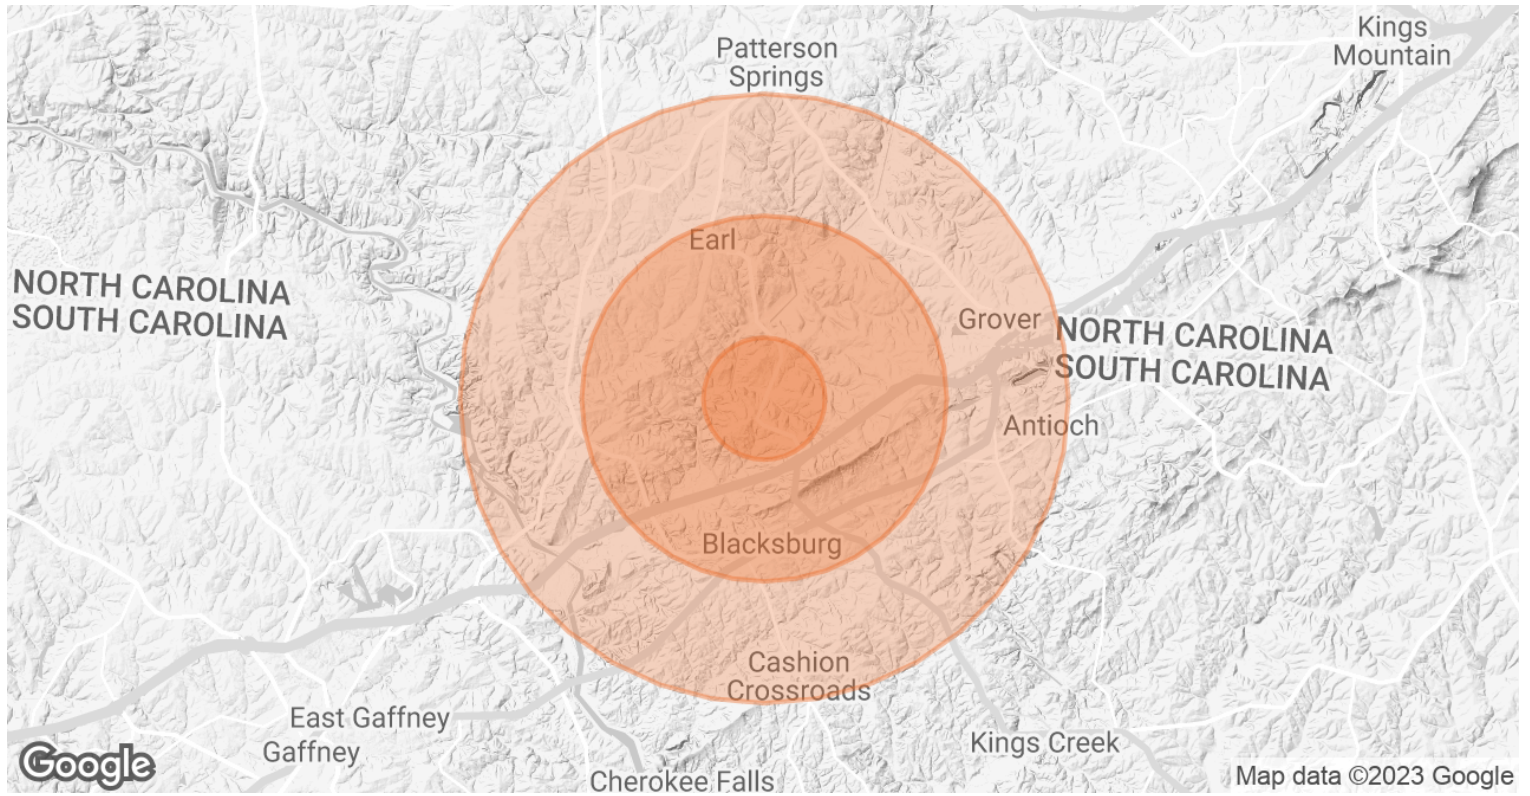 Kings
Mountain
Patterson
Springs
Earl
NORTH CAROLINA
SOUTH CAROLINA
Grover
NORTH CAROLINA
SOUTH CAROLINA
Antioch
Blacksburg
Cashion
Crossroads
East Gaffney
Gaffney
Kings Creek
Cherokee Falls
Google
Map data ©2023 Google